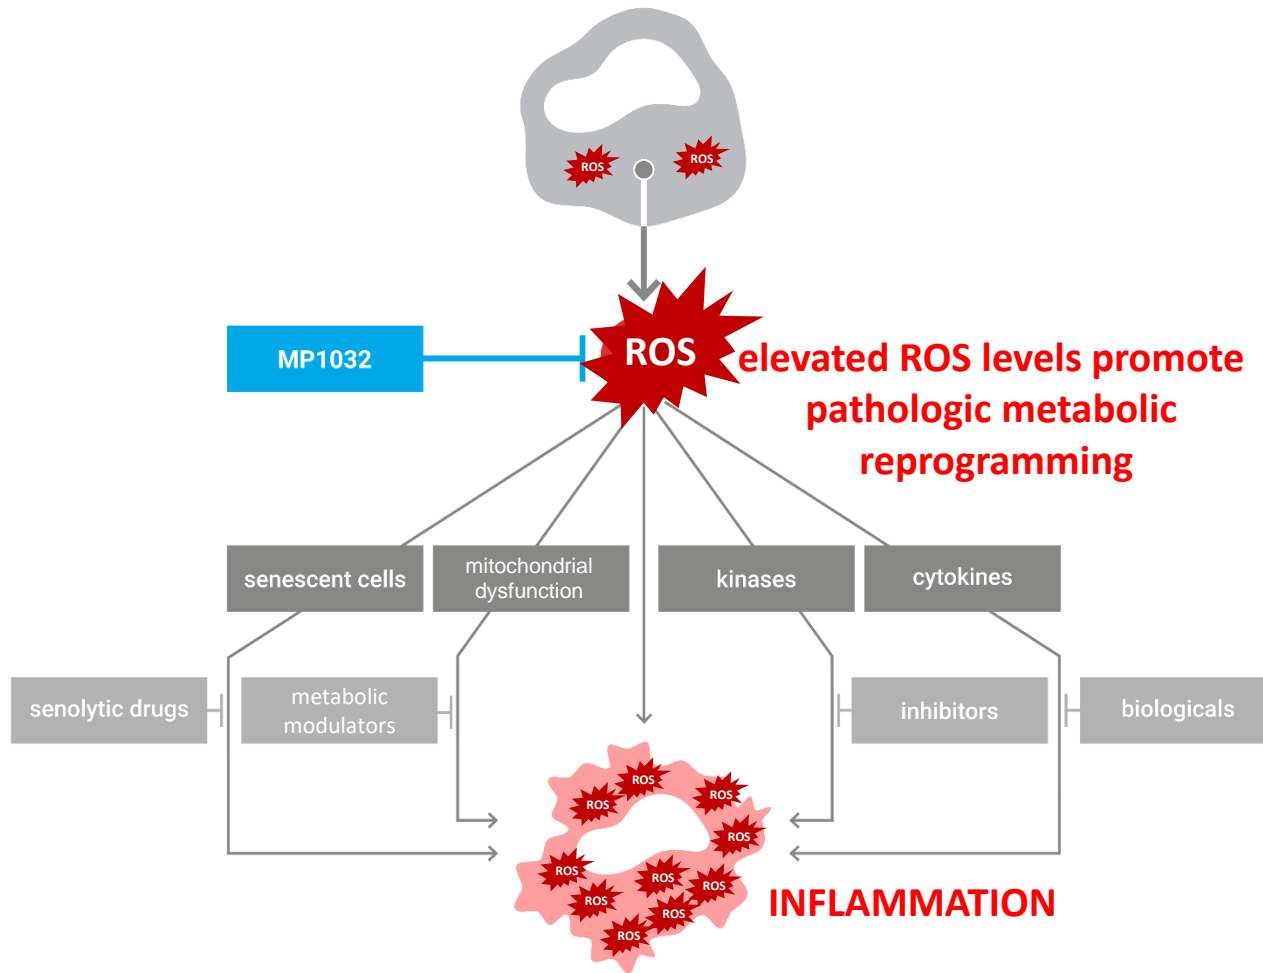 ROS
ROS
MP1032
ROS
elevated ROS levels promote
pathologic metabolic
reprogramming
senescent cells
mitochondrial
dysfunction
kinases
cytokines
senolytic drugs
metabolic
modulators
inhibitors
biologicals
ROS
ROS
ROS
ROS
ROS
ROS
ROS
ROS
ROS
ROS
INFLAMMATION